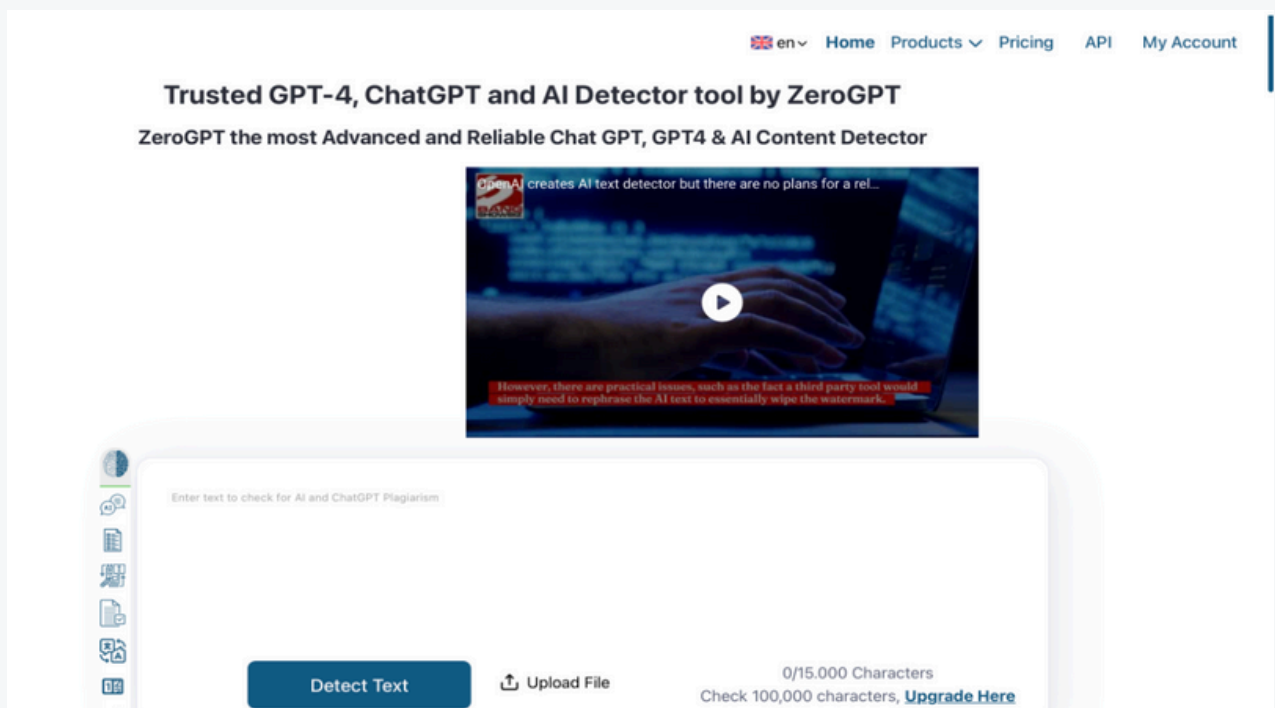 en
Home
Products
Pricing
API
My Account
Trusted GPT-4, ChatGPT and AI Detector tool by ZeroGPT
ZeroGPT the most Advanced and Reliable Chat GPT, GPT4 & AI Content Detector
OpenAI creates AI text detector but there are no plans for a rel...
However, there are practical issues, such as the fact a third party tool would
simply need to rephrase the AI text to essentially wipe the watermark.
Enter text to check for AI and ChatGPT Plagiarism
Detect Text
Upload File
0/15.000 Characters
Check 100,000 characters, Upgrade Here